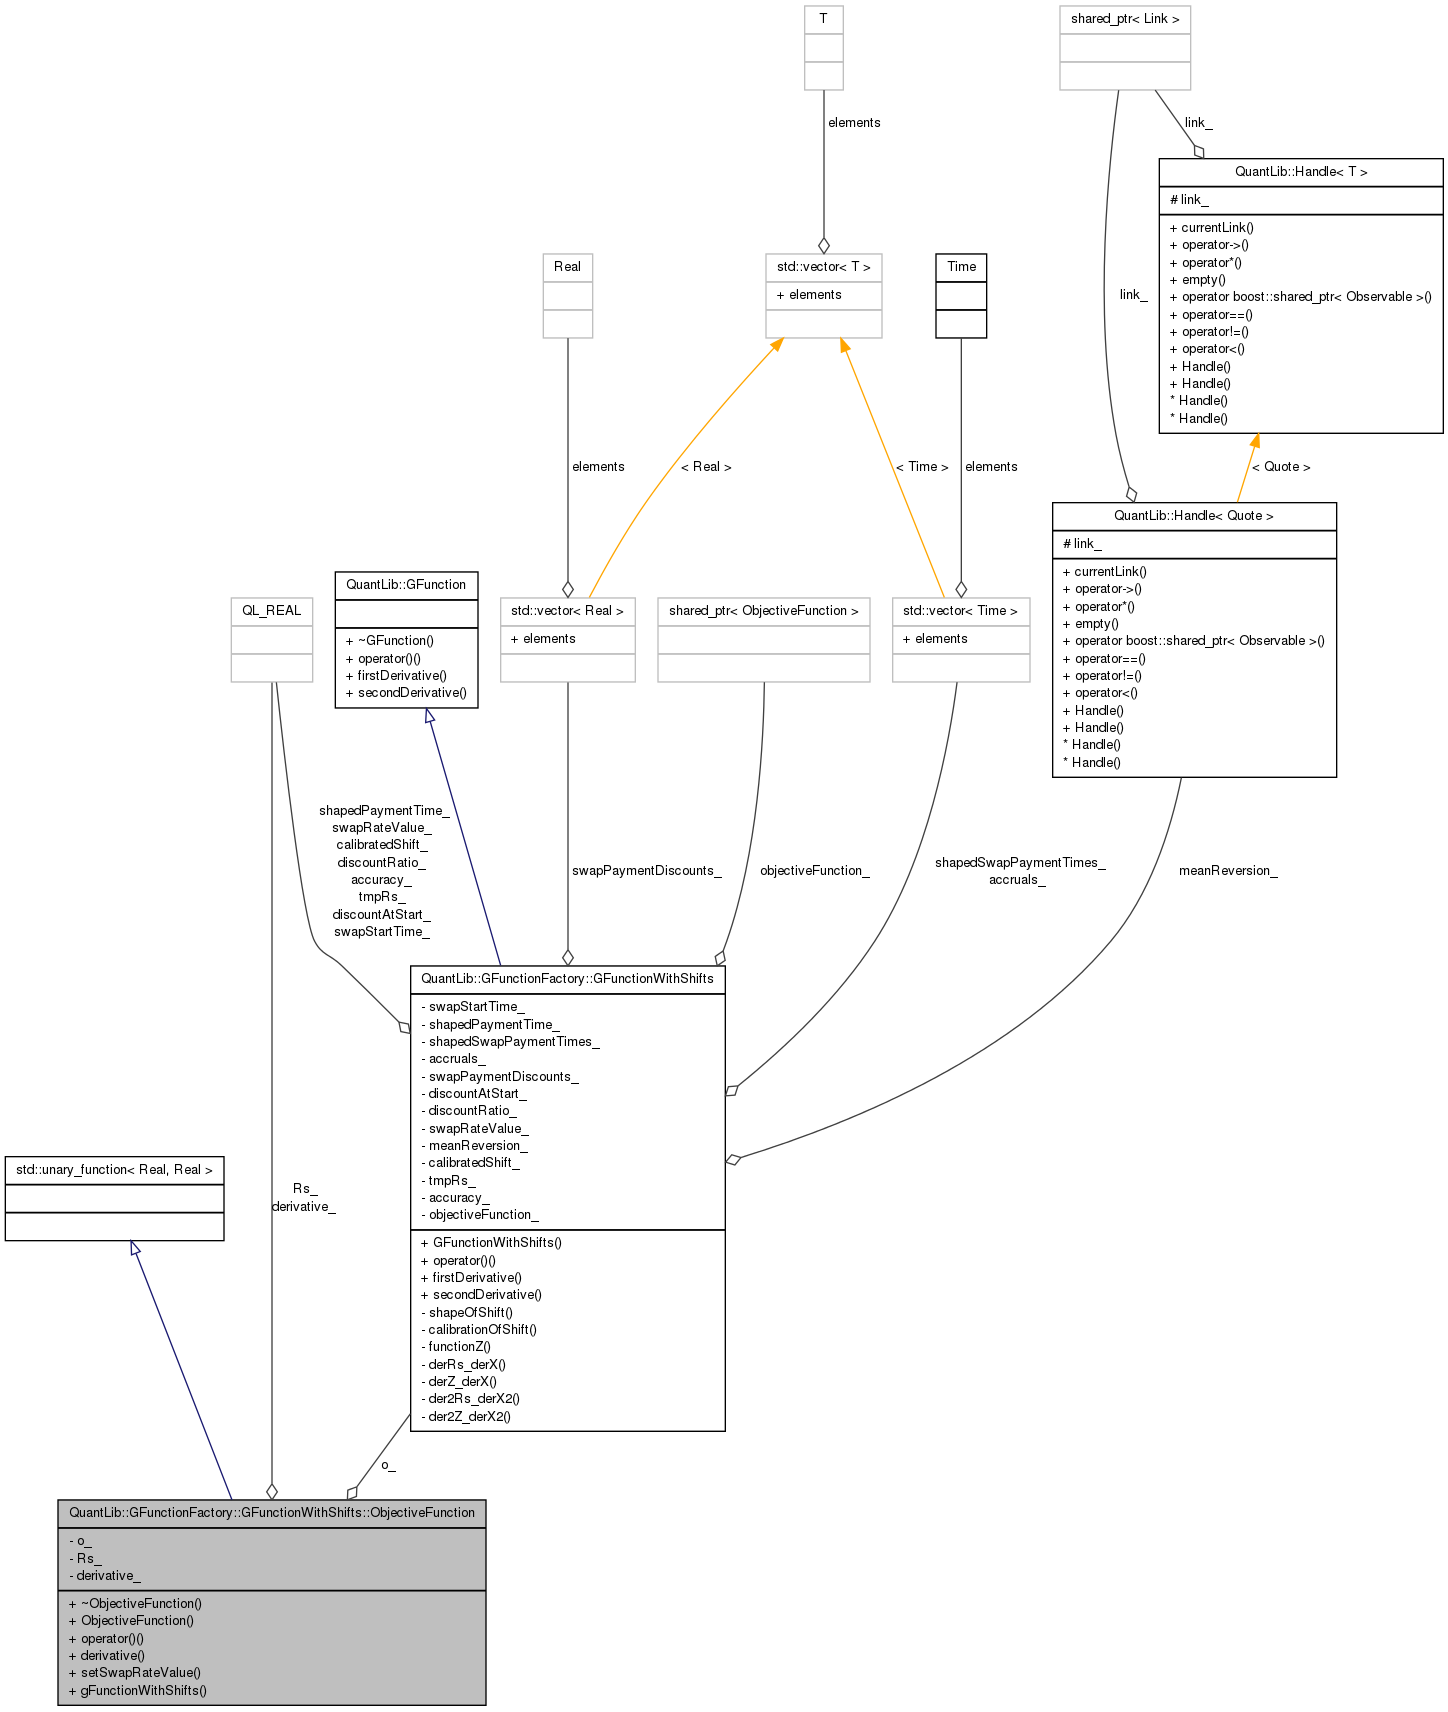 T
shared_ptr< Link >
elements
link_
QuantLib::Handle< T >
# link_
+ currentLink()
+ operator->()
+ operator*()
+ empty()
+ operator boost::shared_ptr< Observable >()
+ operator==()
+ operator!=()
+ operator<()
+ Handle()
+ Handle()
* Handle()
* Handle()
Real
std::vector< T >
+ elements
Time
link_
elements
< Real >
< Time >
elements
< Quote >
QuantLib::Handle< Quote >
# link_
+ currentLink()
+ operator->()
+ operator*()
+ empty()
+ operator boost::shared_ptr< Observable >()
+ operator==()
+ operator!=()
+ operator<()
+ Handle()
+ Handle()
* Handle()
* Handle()
QL_REAL
QuantLib::GFunction
+ ~GFunction()
+ operator()()
+ firstDerivative()
+ secondDerivative()
std::vector< Real >
+ elements
shared_ptr< ObjectiveFunction >
std::vector< Time >
+ elements
shapedPaymentTime_
swapRateValue_
calibratedShift_
discountRatio_
accuracy_
tmpRs_
discountAtStart_
swapStartTime_
swapPaymentDiscounts_
objectiveFunction_
shapedSwapPaymentTimes_
accruals_
meanReversion_
QuantLib::GFunctionFactory::GFunctionWithShifts
- swapStartTime_
- shapedPaymentTime_
- shapedSwapPaymentTimes_
- accruals_
- swapPaymentDiscounts_
- discountAtStart_
- discountRatio_
- swapRateValue_
- meanReversion_
- calibratedShift_
- tmpRs_
- accuracy_
- objectiveFunction_
+ GFunctionWithShifts()
+ operator()()
+ firstDerivative()
+ secondDerivative()
- shapeOfShift()
- calibrationOfShift()
- functionZ()
- derRs_derX()
- derZ_derX()
- der2Rs_derX2()
- der2Z_derX2()
std::unary_function< Real, Real >
Rs_
derivative_
o_
QuantLib::GFunctionFactory::GFunctionWithShifts::ObjectiveFunction
- o_
- Rs_
- derivative_
+ ~ObjectiveFunction()
+ ObjectiveFunction()
+ operator()()
+ derivative()
+ setSwapRateValue()
+ gFunctionWithShifts()